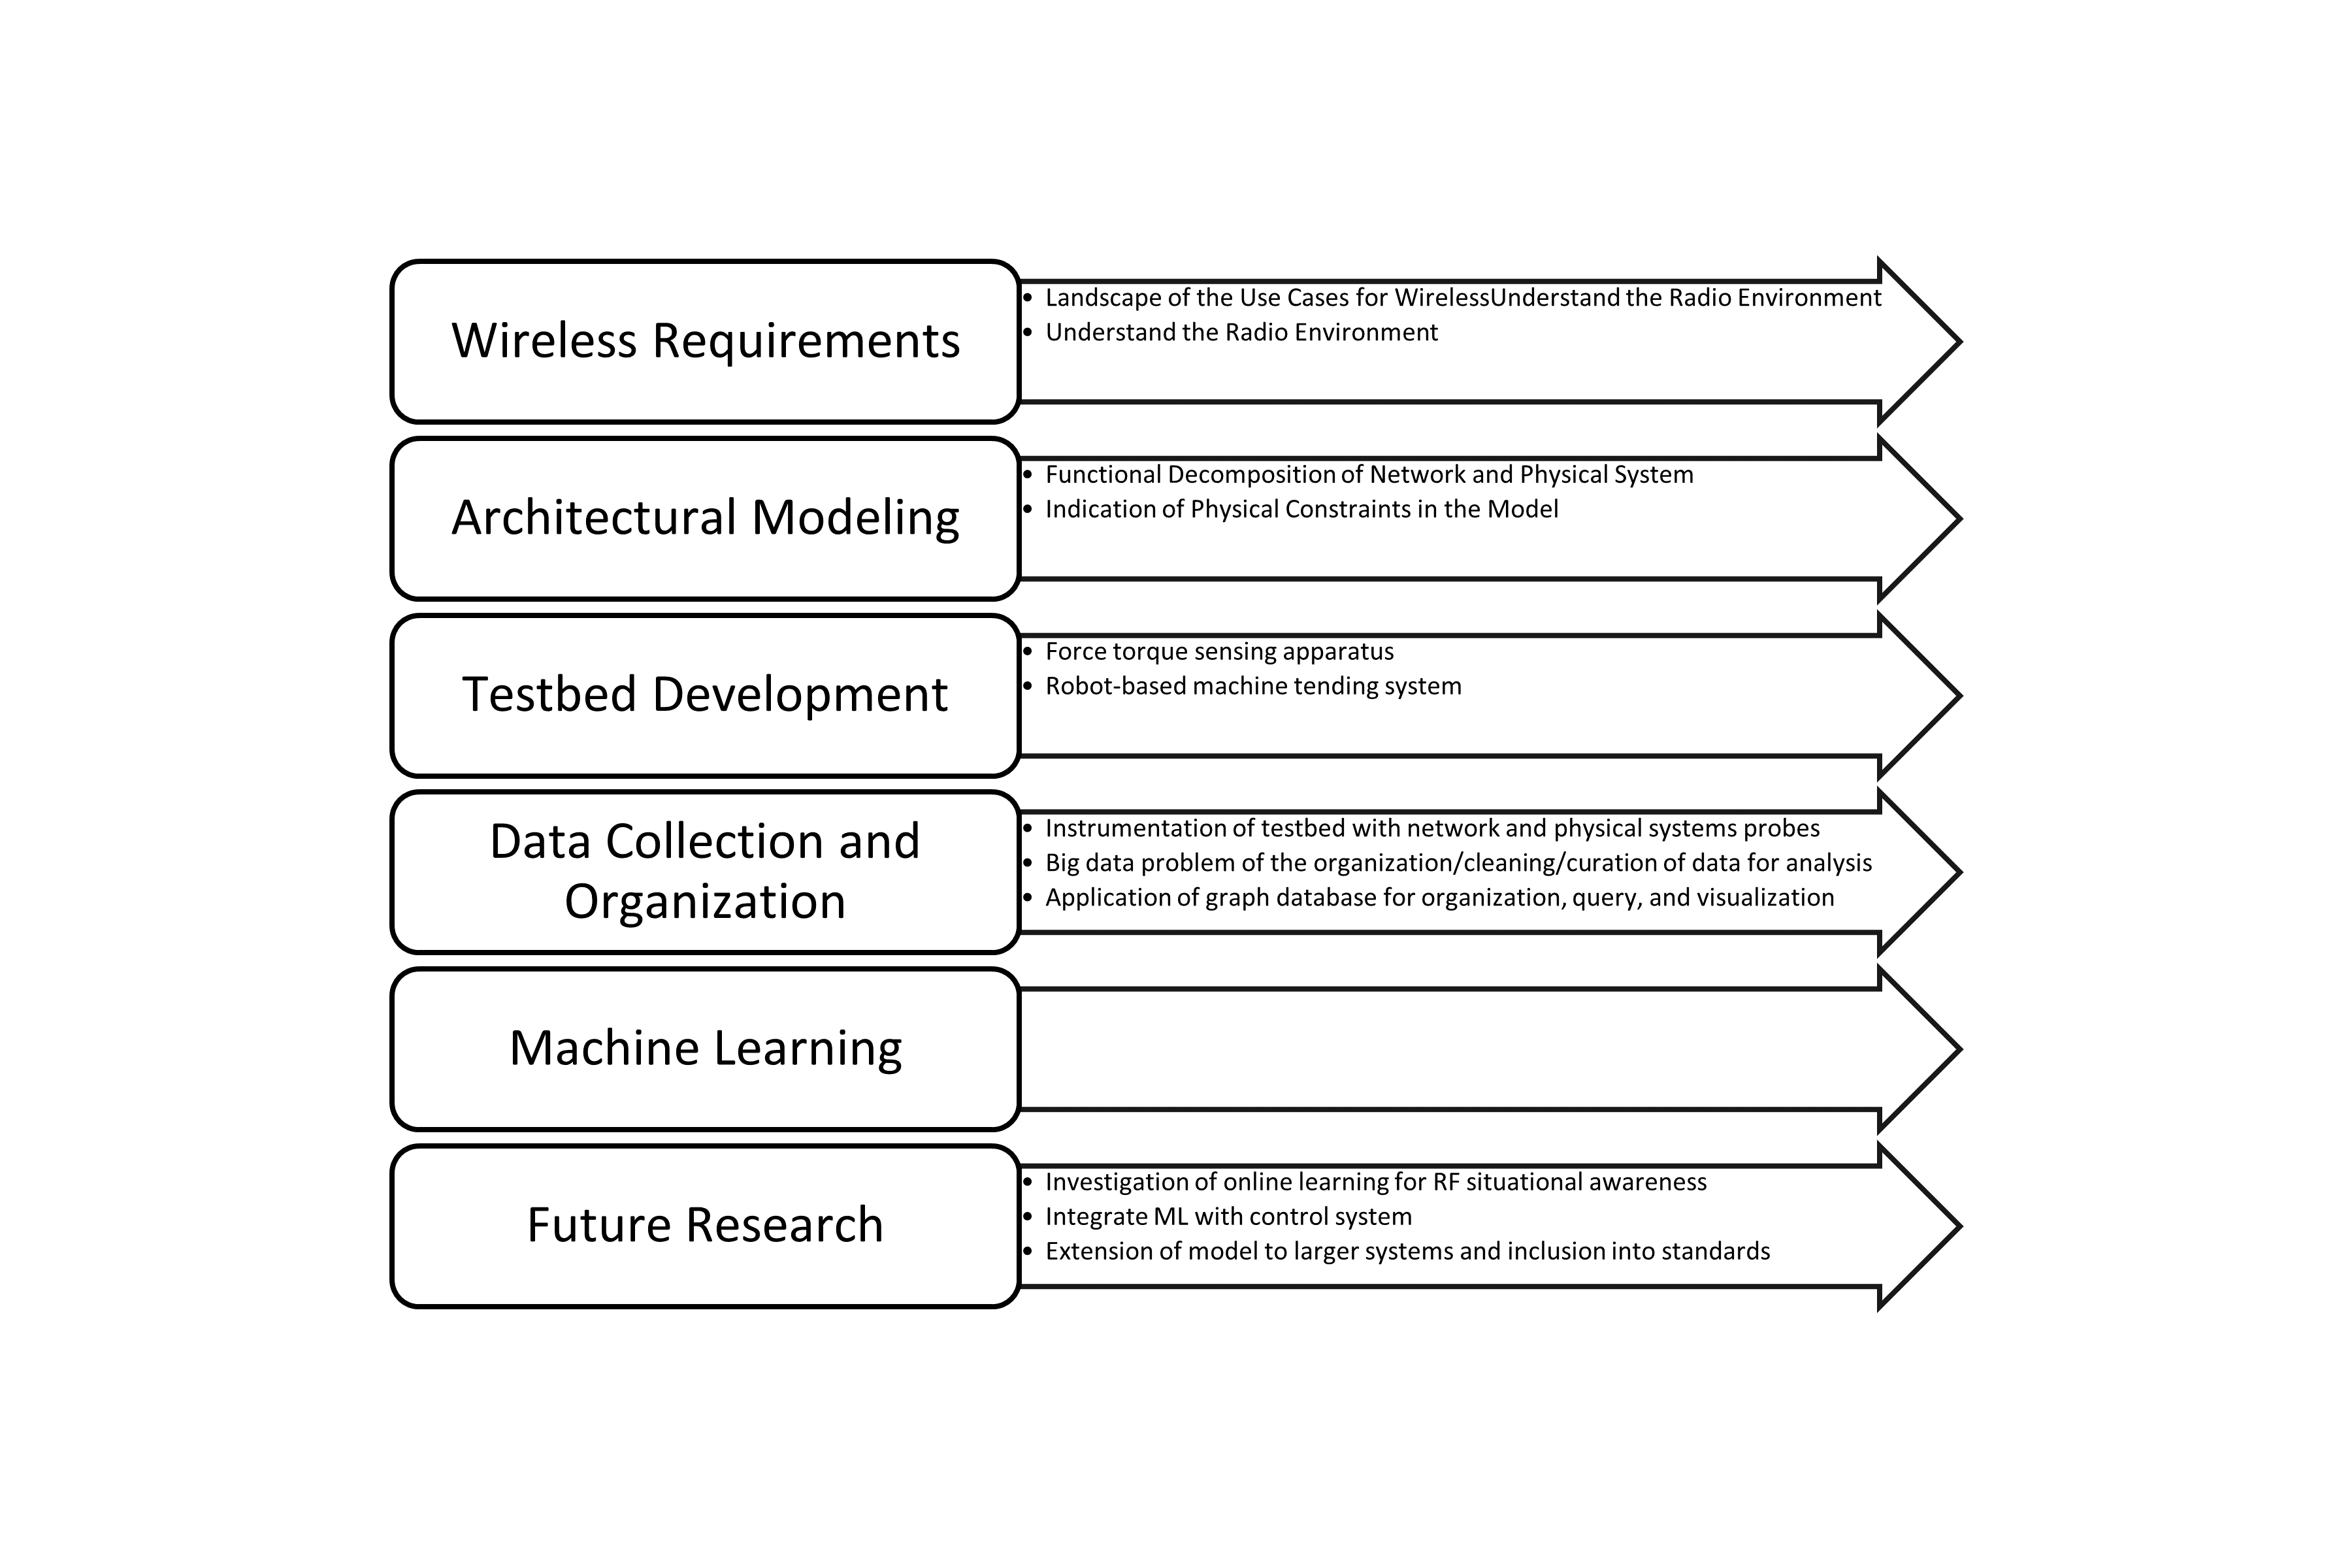 Wireless Requirements
• Landscape of the Use Cases for WirelessUnderstand the Radio Environment
• Understand the Radio Environment
Architectural Modeling
• Functional Decomposition of Network and Physical System
• Indication of Physical Constraints in the Model
Testbed Development
• Force torque sensing apparatus
• Robot-based machine tending system
Data Collection and
Organization
• Instrumentation of testbed with network and physical systems probes
• Big data problem of the organization/cleaning/curation of data for analysis
• Application of graph database for organization, query, and visualization
Machine Learning
Future Research
• Investigation of online learning for RF situational awareness
• Integrate ML with control system
• Extension of model to larger systems and inclusion into standards